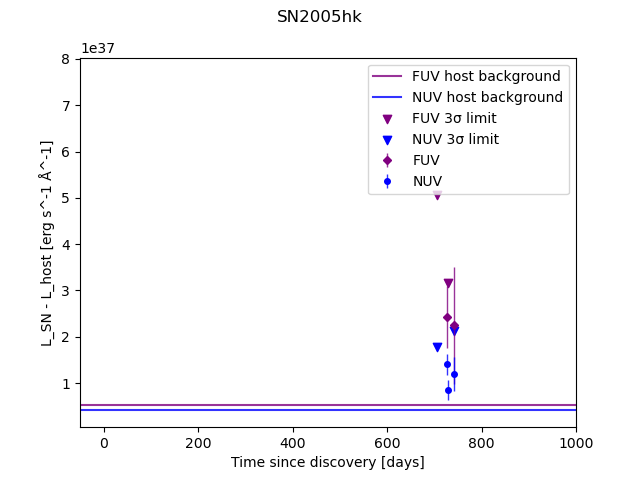 SN2005hk
1e37
8
7
6
5
4
3
2
1
L_SN - L_host [erg s^-1 Å^-1]
FUV host background
NUV host background
FUV 3σ limit
NUV 3σ limit
FUV
NUV
0 200 400 600 800 1000
Time since discovery [days]